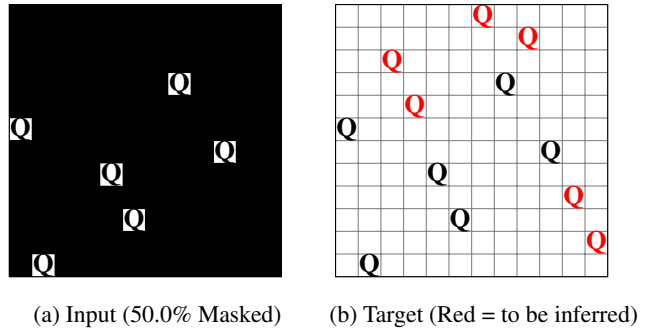 Q Q
Q Q
Q Q
Q
Q Q
Q Q
Q Q
Q
Q Q
Q
Q Q
(a) Input (50.0% Masked) (b) Target (Red = to be inferred)